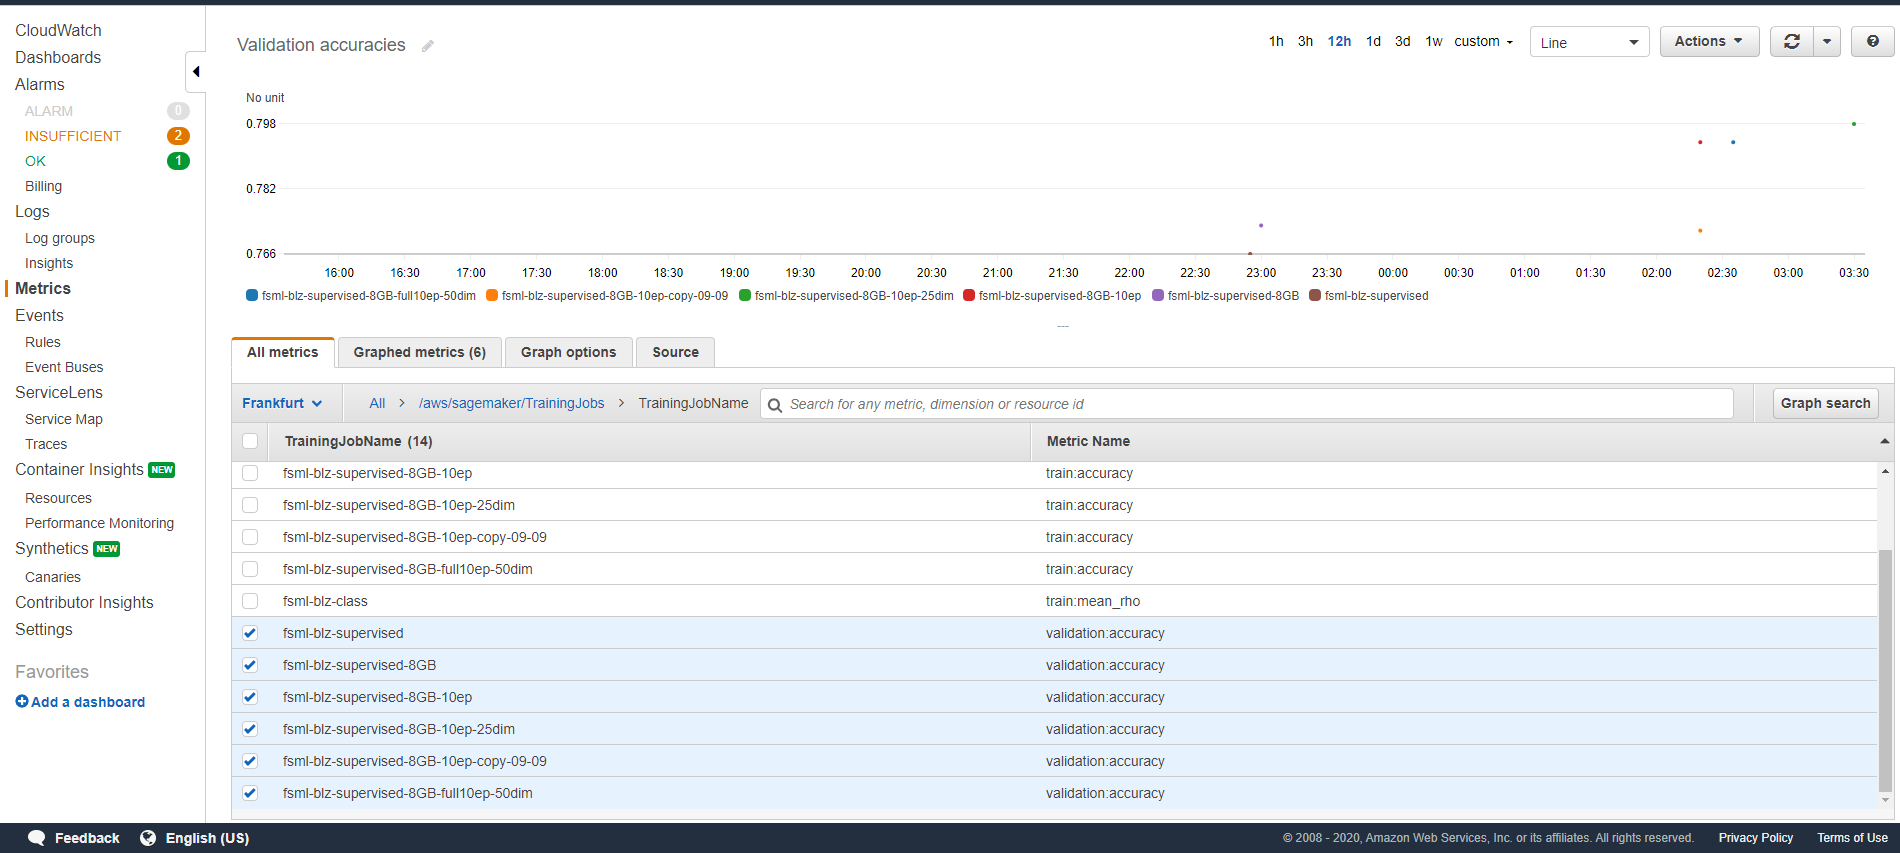 CloudWatch
Dashboards
Alarms
ALARM 0
INSUFFICIENT 2
OK 1
Billing
Logs
Log groups
Insights
Metrics
Events
Rules
Event Buses
ServiceLens
Service Map
Traces
Container Insights NEW
Resources
Performance Monitoring
Synthetics NEW
Canaries
Contributor Insights
Settings
Favorites
Add a dashboard
Validation accuracies
1h 3h 12h 1d 3d 1w custom
Line
Actions
No unit
0.798
0.782
0.766
16:00 16:30 17:00 17:30 18:00 18:30 19:00 19:30 20:00 20:30 21:00 21:30 22:00 22:30 23:00 23:30 00:00 00:30 01:00 01:30 02:00 02:30 03:00 03:30
fsml-blz-supervised-8GB-full10ep-50dim fsml-blz-supervised-8GB-10ep-copy-09-09 fsml-blz-supervised-8GB-10ep-25dim fsml-blz-supervised-8GB-10ep fsml-blz-supervised-8GB fsml-blz-supervised
All metrics Graphed metrics (6) Graph options Source
Frankfurt All > /aws/sagemaker/TrainingJobs > TrainingJobName Search for any metric, dimension or resource id Graph search
TrainingJobName (14) Metric Name
fsml-blz-supervised-8GB-10ep train:accuracy
fsml-blz-supervised-8GB-10ep-25dim train:accuracy
fsml-blz-supervised-8GB-10ep-copy-09-09 train:accuracy
fsml-blz-supervised-8GB-full10ep-50dim train:accuracy
fsml-blz-class train:mean_rho
fsml-blz-supervised validation:accuracy
fsml-blz-supervised-8GB validation:accuracy
fsml-blz-supervised-8GB-10ep validation:accuracy
fsml-blz-supervised-8GB-10ep-25dim validation:accuracy
fsml-blz-supervised-8GB-10ep-copy-09-09 validation:accuracy
fsml-blz-supervised-8GB-full10ep-50dim validation:accuracy
Feedback English (US) © 2008 - 2020, Amazon Web Services, Inc. or its affiliates. All rights reserved. Privacy Policy Terms of Use